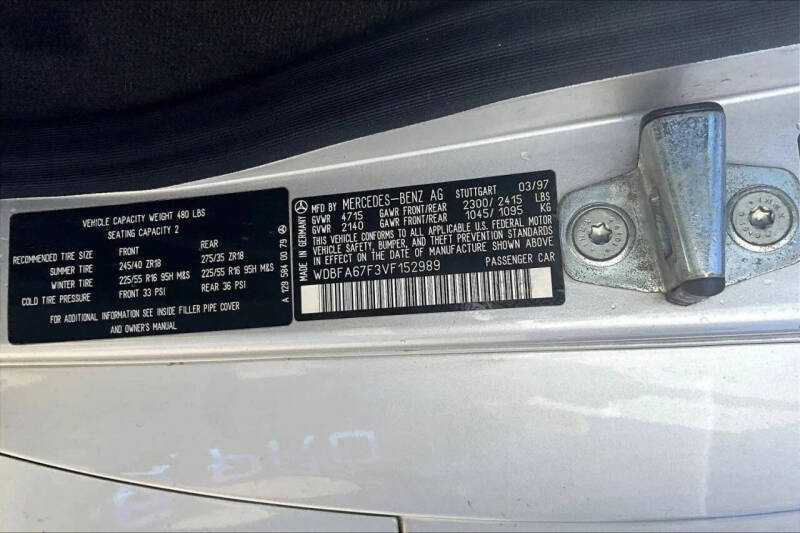 VEHICLE CAPACITY WEIGHT 480 LBS
SEATING CAPACITY 2
RECOMMENDED TIRE SIZE FRONT REAR
SUMMER TIRE 245/40 ZR18 275/35 ZR18
WINTER TIRE 225/55 R16 95H M&S 225/55 R16 95H M&S
COLD TIRE PRESSURE FRONT 33 PSI REAR 36 PSI
FOR ADDITIONAL INFORMATION SEE INSIDE FILLER PIPE COVER
AND OWNER'S MANUAL
A 129 584 00 79
MADE IN GERMANY
MFD BY MERCEDES-BENZ AG STUTTGART 03/97
GVWR 4715 GAWR FRONT/REAR 2300/2415 LBS
GVWR 2140 GAWR FRONT/REAR 1045/1095 KG
THIS CAR CONFORMS TO ALL APPLICABLE U.S. FEDERAL MOTOR
VEHICLE SAFETY, BUMPER, AND THEFT PREVENTION STANDARDS
IN EFFECT ON THE DATE OF MANUFACTURE SHOWN ABOVE.
WDBFA67F3VF152989 PASSENGER CAR